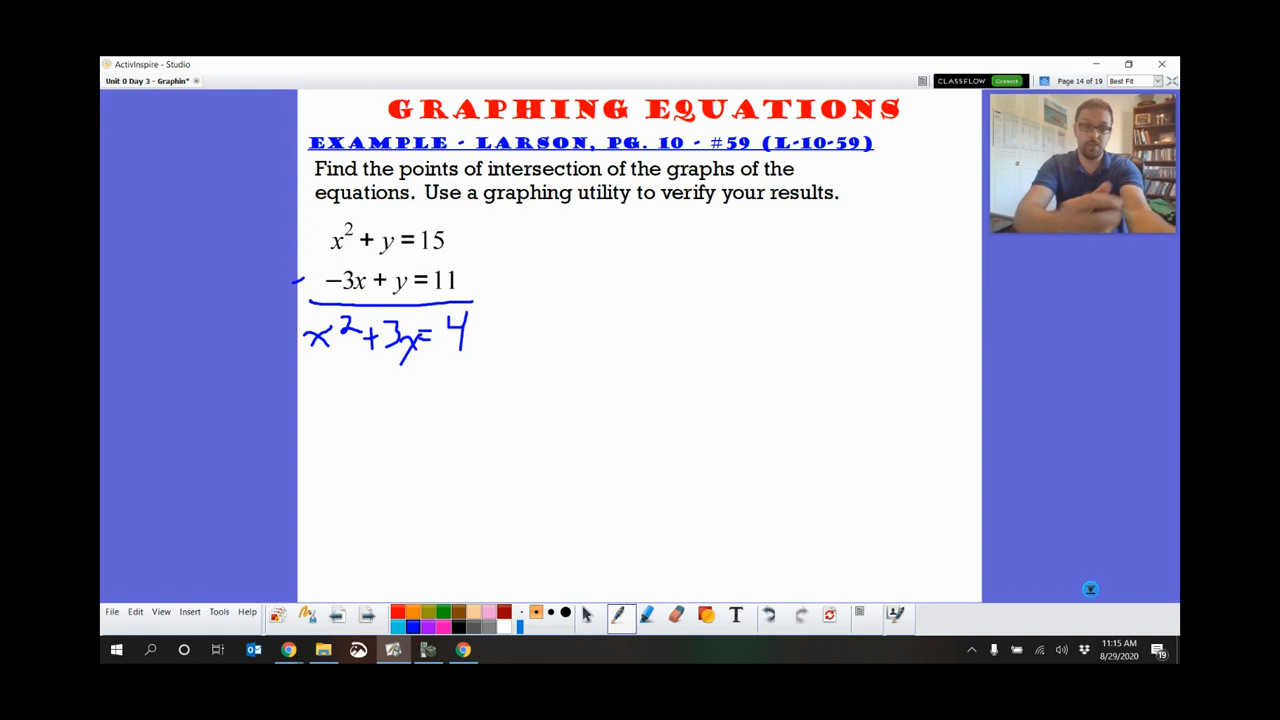 ActivInspire - Studio
Unit 0 Day 3 - Graphin*
CLASSFLOW Connect Page 14 of 19 Best Fit
GRAPHING EQUATIONS
EXAMPLE - LARSON, PG. 10 - #59 (L-10-59)
Find the points of intersection of the graphs of the
equations. Use a graphing utility to verify your results.
x² + y = 15
- −3x + y = 11
x² + 3x = 4
File Edit View Insert Tools Help
T
11:15 AM
8/29/2020
19